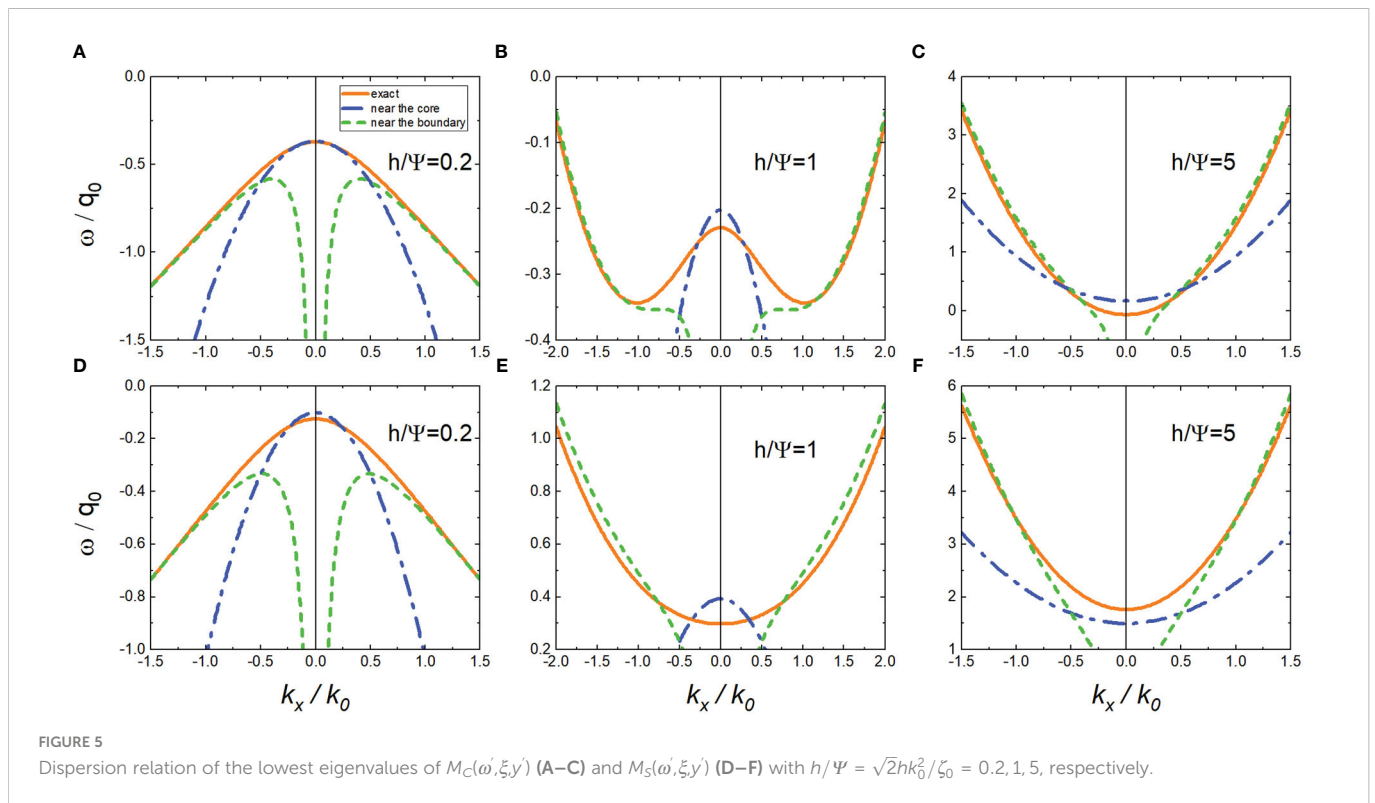 A
B
C
0.0
-0.5
-1.0
-1.5
ω / q₀
exact
near the core
near the boundary
h/Ψ=0.2
-1.5 -1.0 -0.5 0.0 0.5 1.0 1.5
0.0
-0.1
-0.2
-0.3
-0.4
h/Ψ=1
-2.0 -1.5 -1.0 -0.5 0.0 0.5 1.0 1.5 2.0
4
3
2
1
0
h/Ψ=5
-1.5 -1.0 -0.5 0.0 0.5 1.0 1.5
D
E
F
0.0
-0.2
-0.4
-0.6
-0.8
-1.0
ω / q₀
h/Ψ=0.2
-1.5 -1.0 -0.5 0.0 0.5 1.0 1.5
kₓ / k₀
1.2
1.0
0.8
0.6
0.4
0.2
h/Ψ=1
-2.0 -1.5 -1.0 -0.5 0.0 0.5 1.0 1.5 2.0
kₓ / k₀
6
5
4
3
2
1
h/Ψ=5
-1.5 -1.0 -0.5 0.0 0.5 1.0 1.5
kₓ / k₀
FIGURE 5
Dispersion relation of the lowest eigenvalues of M_C(ω′,ξ,y′) (A–C) and M_S(ω′,ξ,y′) (D–F) with h/Ψ = √2hk₀²/ζ₀ = 0.2, 1, 5, respectively.